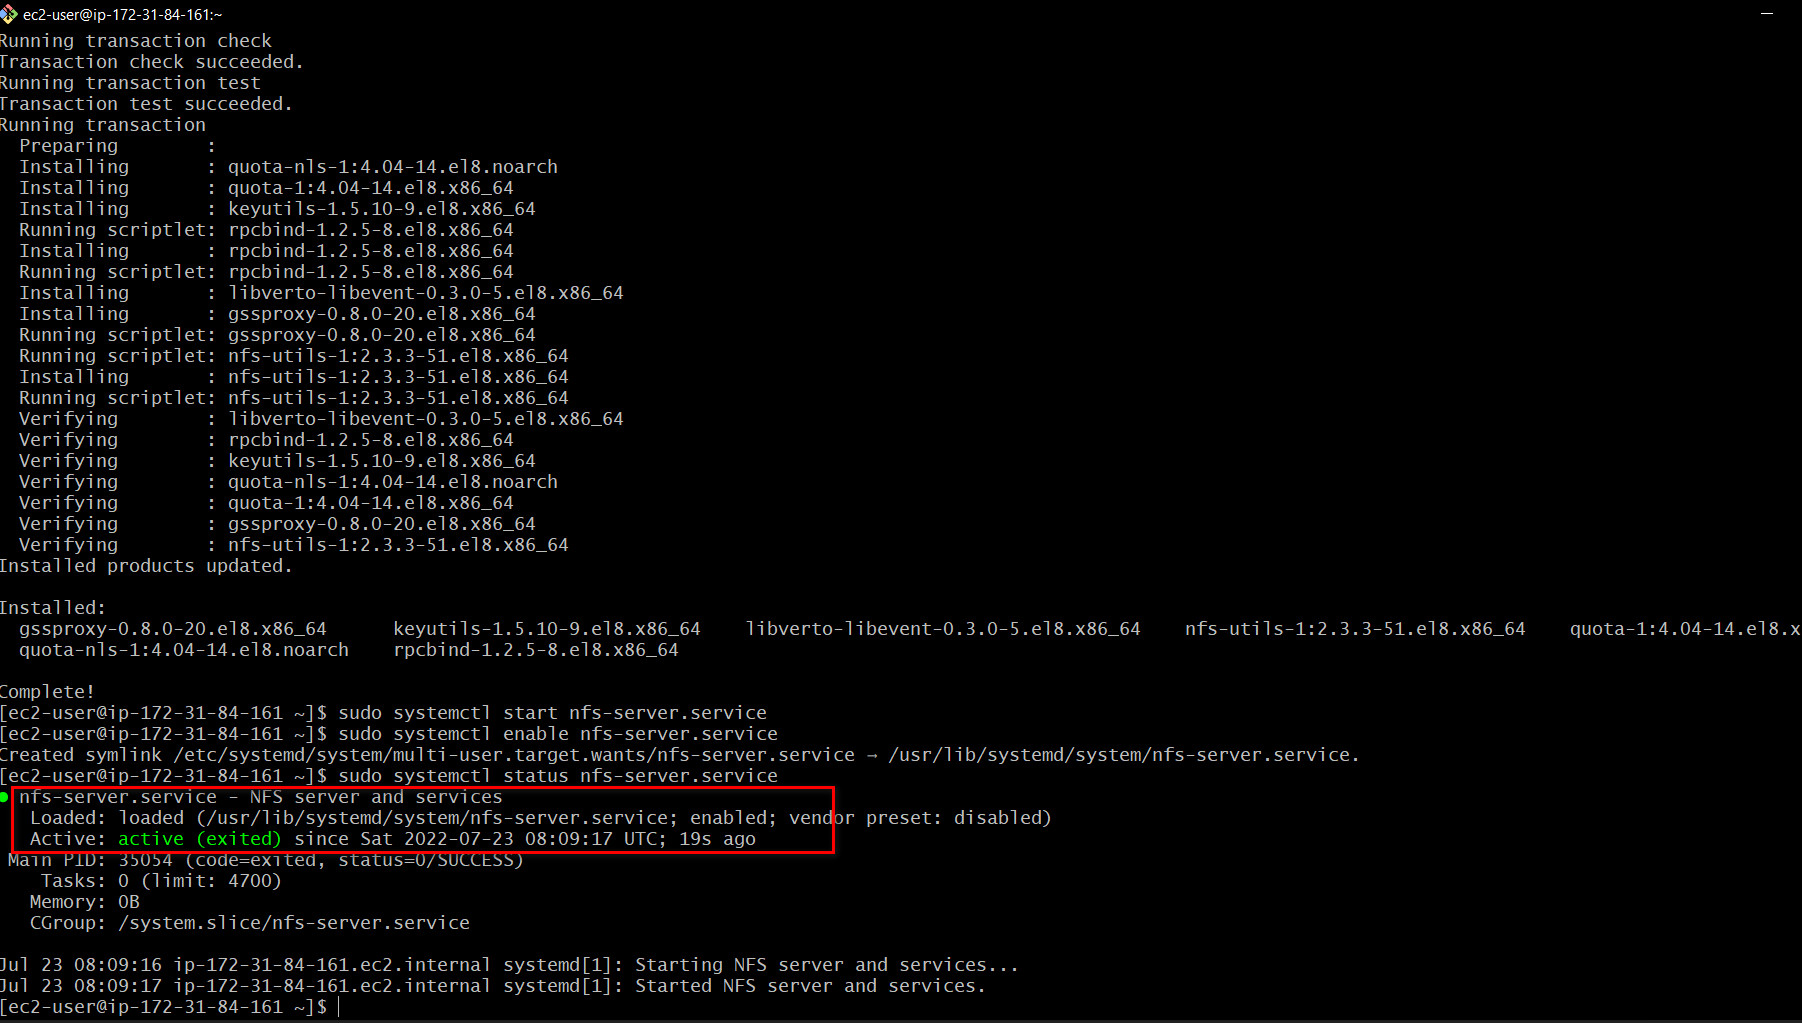 ec2-user@ip-172-31-84-161:~
Running transaction check
Transaction check succeeded.
Running transaction test
Transaction test succeeded.
Running transaction
  Preparing        :
  Installing       : quota-nls-1:4.04-14.el8.noarch
  Installing       : quota-1:4.04-14.el8.x86_64
  Installing       : keyutils-1.5.10-9.el8.x86_64
  Running scriptlet: rpcbind-1.2.5-8.el8.x86_64
  Installing       : rpcbind-1.2.5-8.el8.x86_64
  Running scriptlet: rpcbind-1.2.5-8.el8.x86_64
  Installing       : libverto-libevent-0.3.0-5.el8.x86_64
  Installing       : gssproxy-0.8.0-20.el8.x86_64
  Running scriptlet: gssproxy-0.8.0-20.el8.x86_64
  Running scriptlet: nfs-utils-1:2.3.3-51.el8.x86_64
  Installing       : nfs-utils-1:2.3.3-51.el8.x86_64
  Running scriptlet: nfs-utils-1:2.3.3-51.el8.x86_64
  Verifying        : libverto-libevent-0.3.0-5.el8.x86_64
  Verifying        : rpcbind-1.2.5-8.el8.x86_64
  Verifying        : keyutils-1.5.10-9.el8.x86_64
  Verifying        : quota-nls-1:4.04-14.el8.noarch
  Verifying        : quota-1:4.04-14.el8.x86_64
  Verifying        : gssproxy-0.8.0-20.el8.x86_64
  Verifying        : nfs-utils-1:2.3.3-51.el8.x86_64
Installed products updated.

Installed:
  gssproxy-0.8.0-20.el8.x86_64      keyutils-1.5.10-9.el8.x86_64    libverto-libevent-0.3.0-5.el8.x86_64    nfs-utils-1:2.3.3-51.el8.x86_64    quota-1:4.04-14.el8.x
  quota-nls-1:4.04-14.el8.noarch    rpcbind-1.2.5-8.el8.x86_64

Complete!
[ec2-user@ip-172-31-84-161 ~]$ sudo systemctl start nfs-server.service
[ec2-user@ip-172-31-84-161 ~]$ sudo systemctl enable nfs-server.service
Created symlink /etc/systemd/system/multi-user.target.wants/nfs-server.service → /usr/lib/systemd/system/nfs-server.service.
[ec2-user@ip-172-31-84-161 ~]$ sudo systemctl status nfs-server.service
● nfs-server.service - NFS server and services
   Loaded: loaded (/usr/lib/systemd/system/nfs-server.service; enabled; vendor preset: disabled)
   Active: active (exited) since Sat 2022-07-23 08:09:17 UTC; 19s ago
 Main PID: 35054 (code=exited, status=0/SUCCESS)
    Tasks: 0 (limit: 4700)
   Memory: 0B
   CGroup: /system.slice/nfs-server.service

Jul 23 08:09:16 ip-172-31-84-161.ec2.internal systemd[1]: Starting NFS server and services...
Jul 23 08:09:17 ip-172-31-84-161.ec2.internal systemd[1]: Started NFS server and services.
[ec2-user@ip-172-31-84-161 ~]$